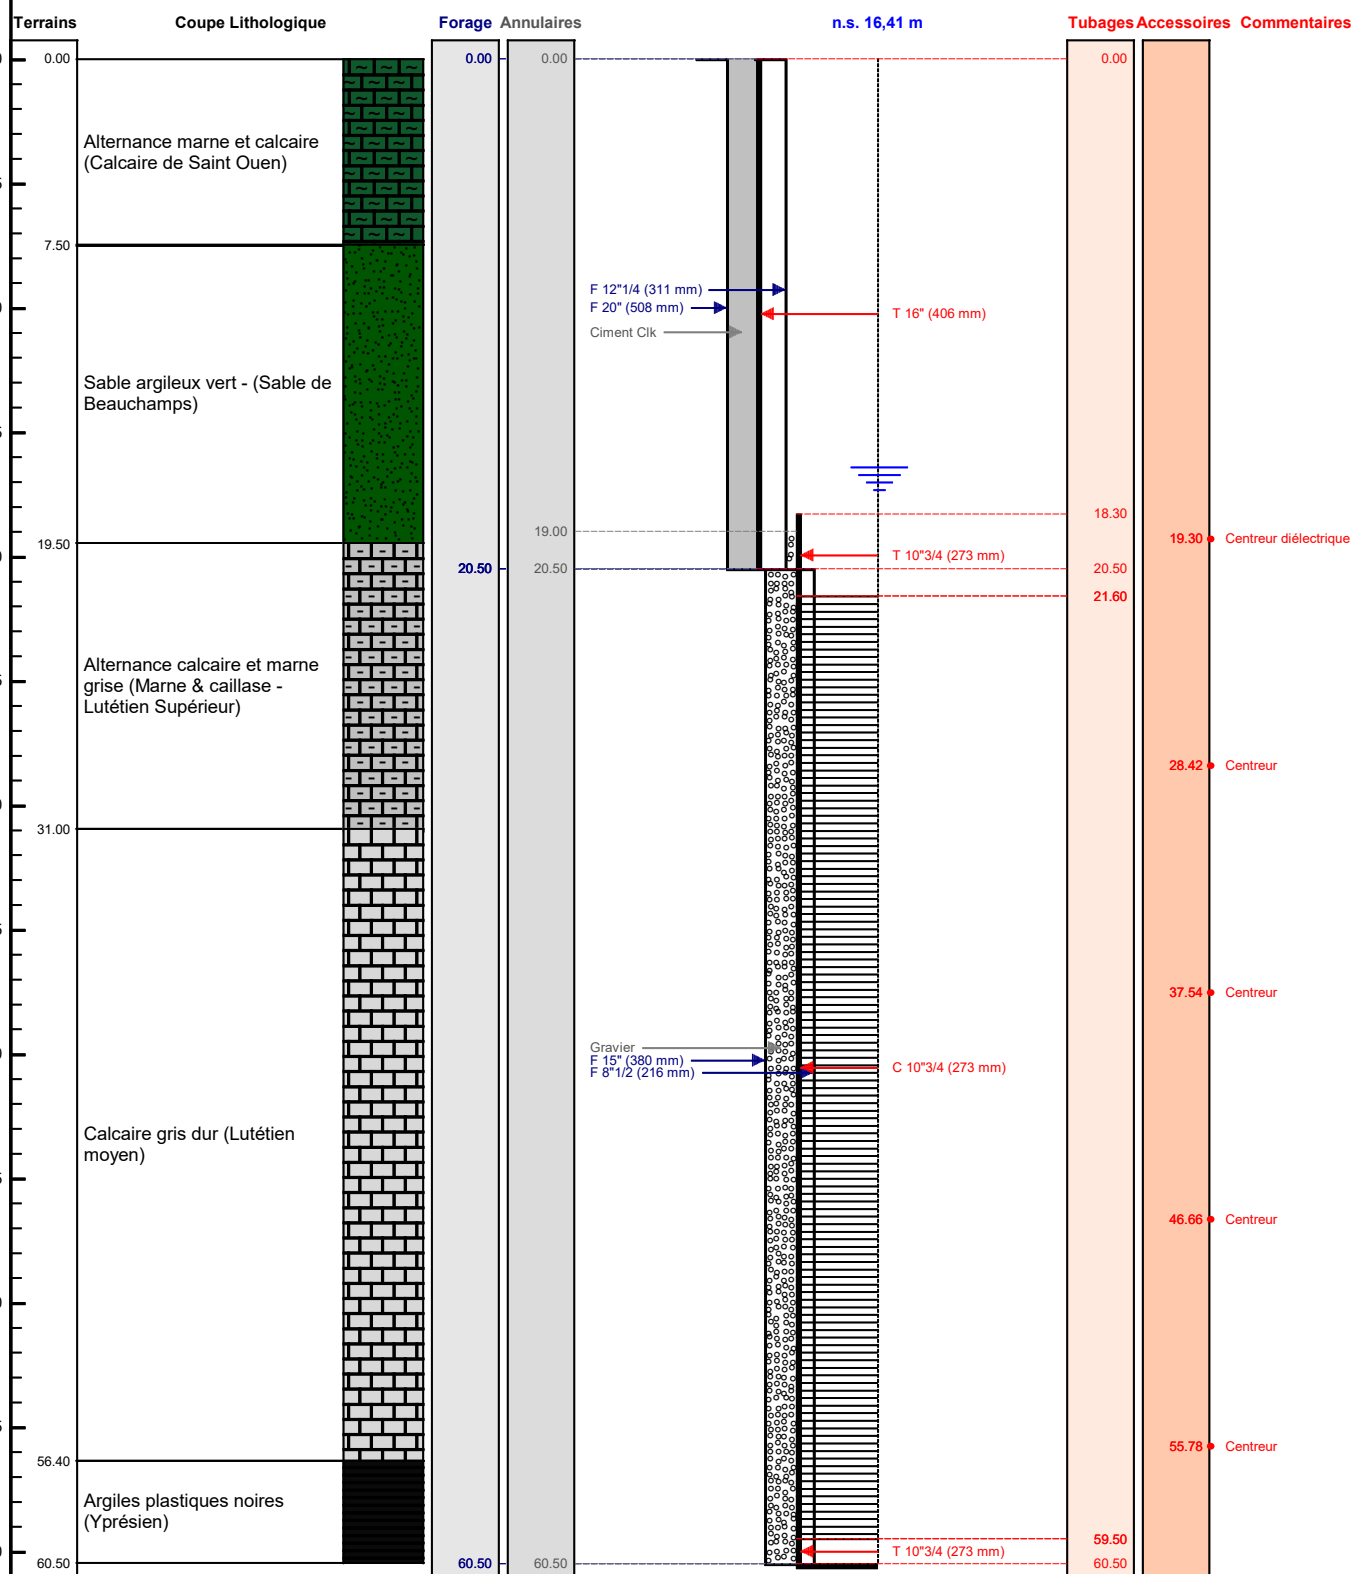 Terrains Coupe Lithologique Forage Annulaires n.s. 16,41 m Tubages Accessoires Commentaires
0.00 0.00 0.00 0.00
Alternance marne et calcaire
(Calcaire de Saint Ouen)
7.50
F 12"1/4 (311 mm)
F 20" (508 mm)
T 16" (406 mm)
Ciment Clk
Sable argileux vert - (Sable de
Beauchamps)
18.30
19.00
19.30 Centreur diélectrique
19.50
T 10"3/4 (273 mm)
20.50 20.50 20.50
21.60
Alternance calcaire et marne
grise (Marne & caillase -
Lutétien Supérieur)
28.42 Centreur
31.00
37.54 Centreur
Gravier
F 15" (380 mm)
C 10"3/4 (273 mm)
F 8"1/2 (216 mm)
Calcaire gris dur (Lutétien
moyen)
46.66 Centreur
55.78 Centreur
56.40
Argiles plastiques noires
(Yprésien)
59.50
T 10"3/4 (273 mm)
60.50 60.50 60.50 60.50